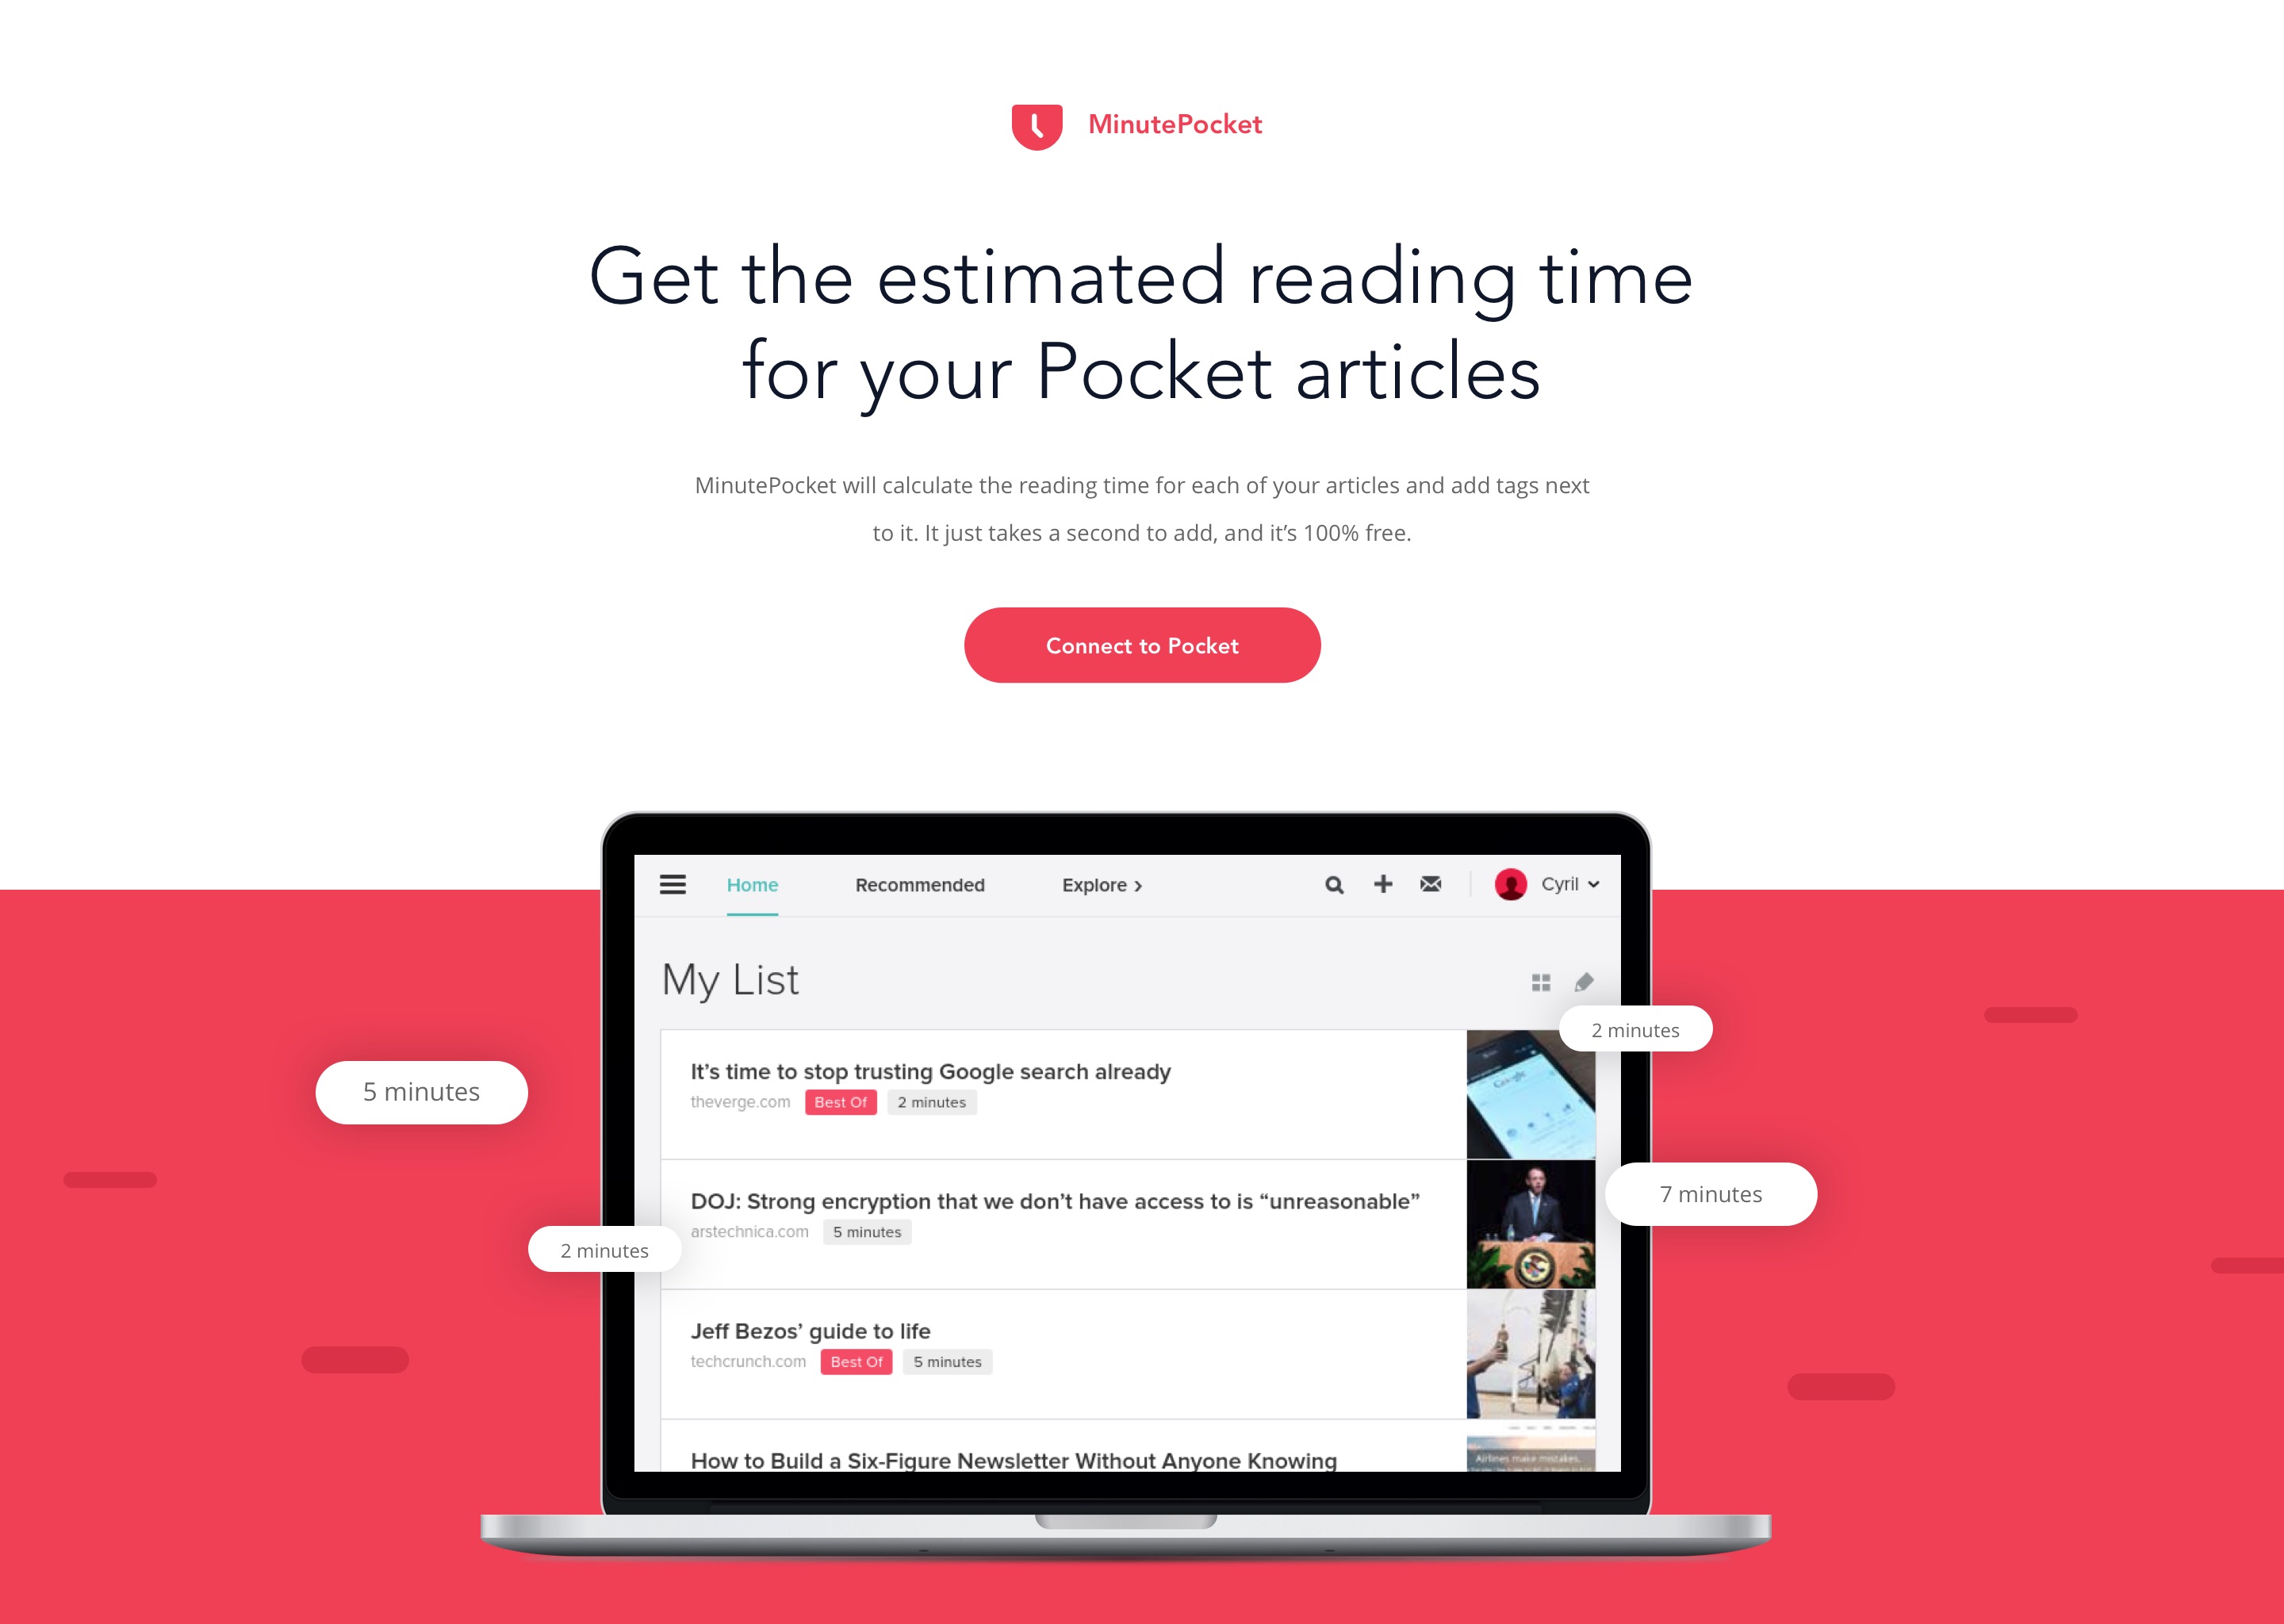 MinutePocket
Get the estimated reading time
for your Pocket articles
MinutePocket will calculate the reading time for each of your articles and add tags next
to it. It just takes a second to add, and it’s 100% free.
Connect to Pocket
Home Recommended Explore › Cyril
My List
2 minutes
It’s time to stop trusting Google search already
theverge.com Best Of 2 minutes
Google
5 minutes
DOJ: Strong encryption that we don’t have access to is “unreasonable”
arstechnica.com 5 minutes
7 minutes
2 minutes
Jeff Bezos’ guide to life
techcrunch.com Best Of 5 minutes
How to Build a Six-Figure Newsletter Without Anyone Knowing
Airlines make mistakes.